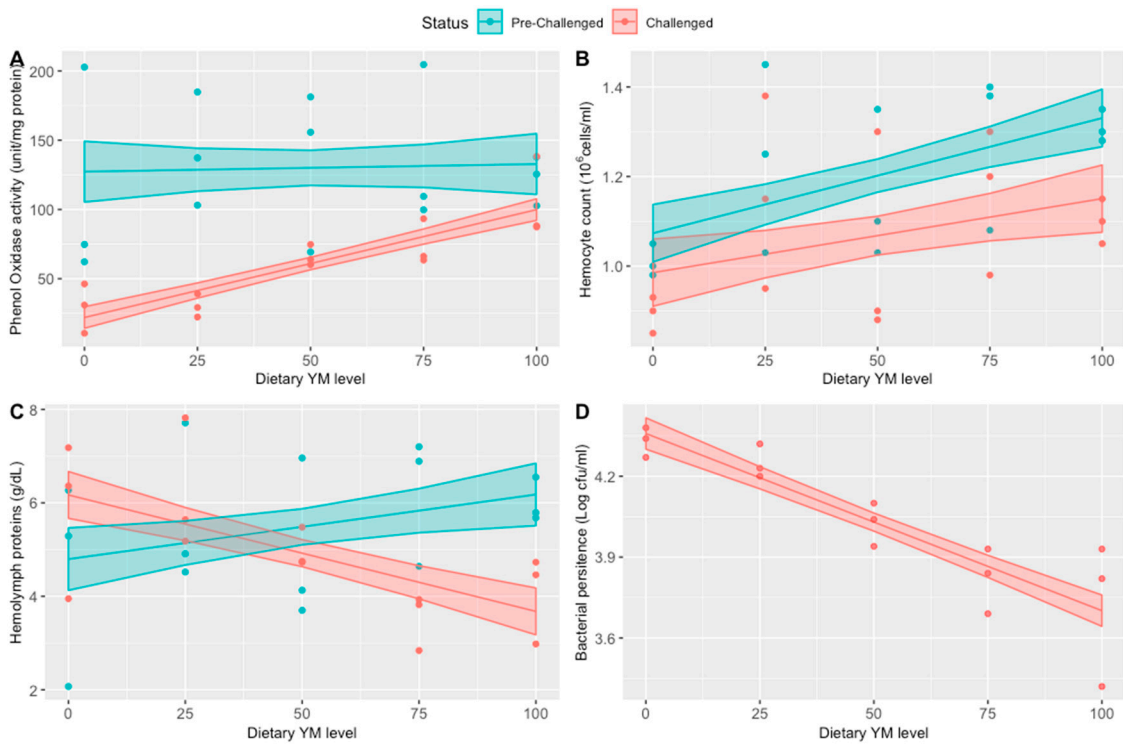 Status Pre-Challenged Challenged
A
Phenol Oxidase activity (unit/mg protein)
200
150
100
50
0 25 50 75 100
Dietary YM level
B
Hemocyte count (10⁶cells/ml)
1.4
1.2
1.0
0 25 50 75 100
Dietary YM level
C
Hemolymph proteins (g/dL)
8
6
4
2
0 25 50 75 100
Dietary YM level
D
Bacterial persitence (Log cfu/ml)
4.2
3.9
3.6
0 25 50 75 100
Dietary YM level